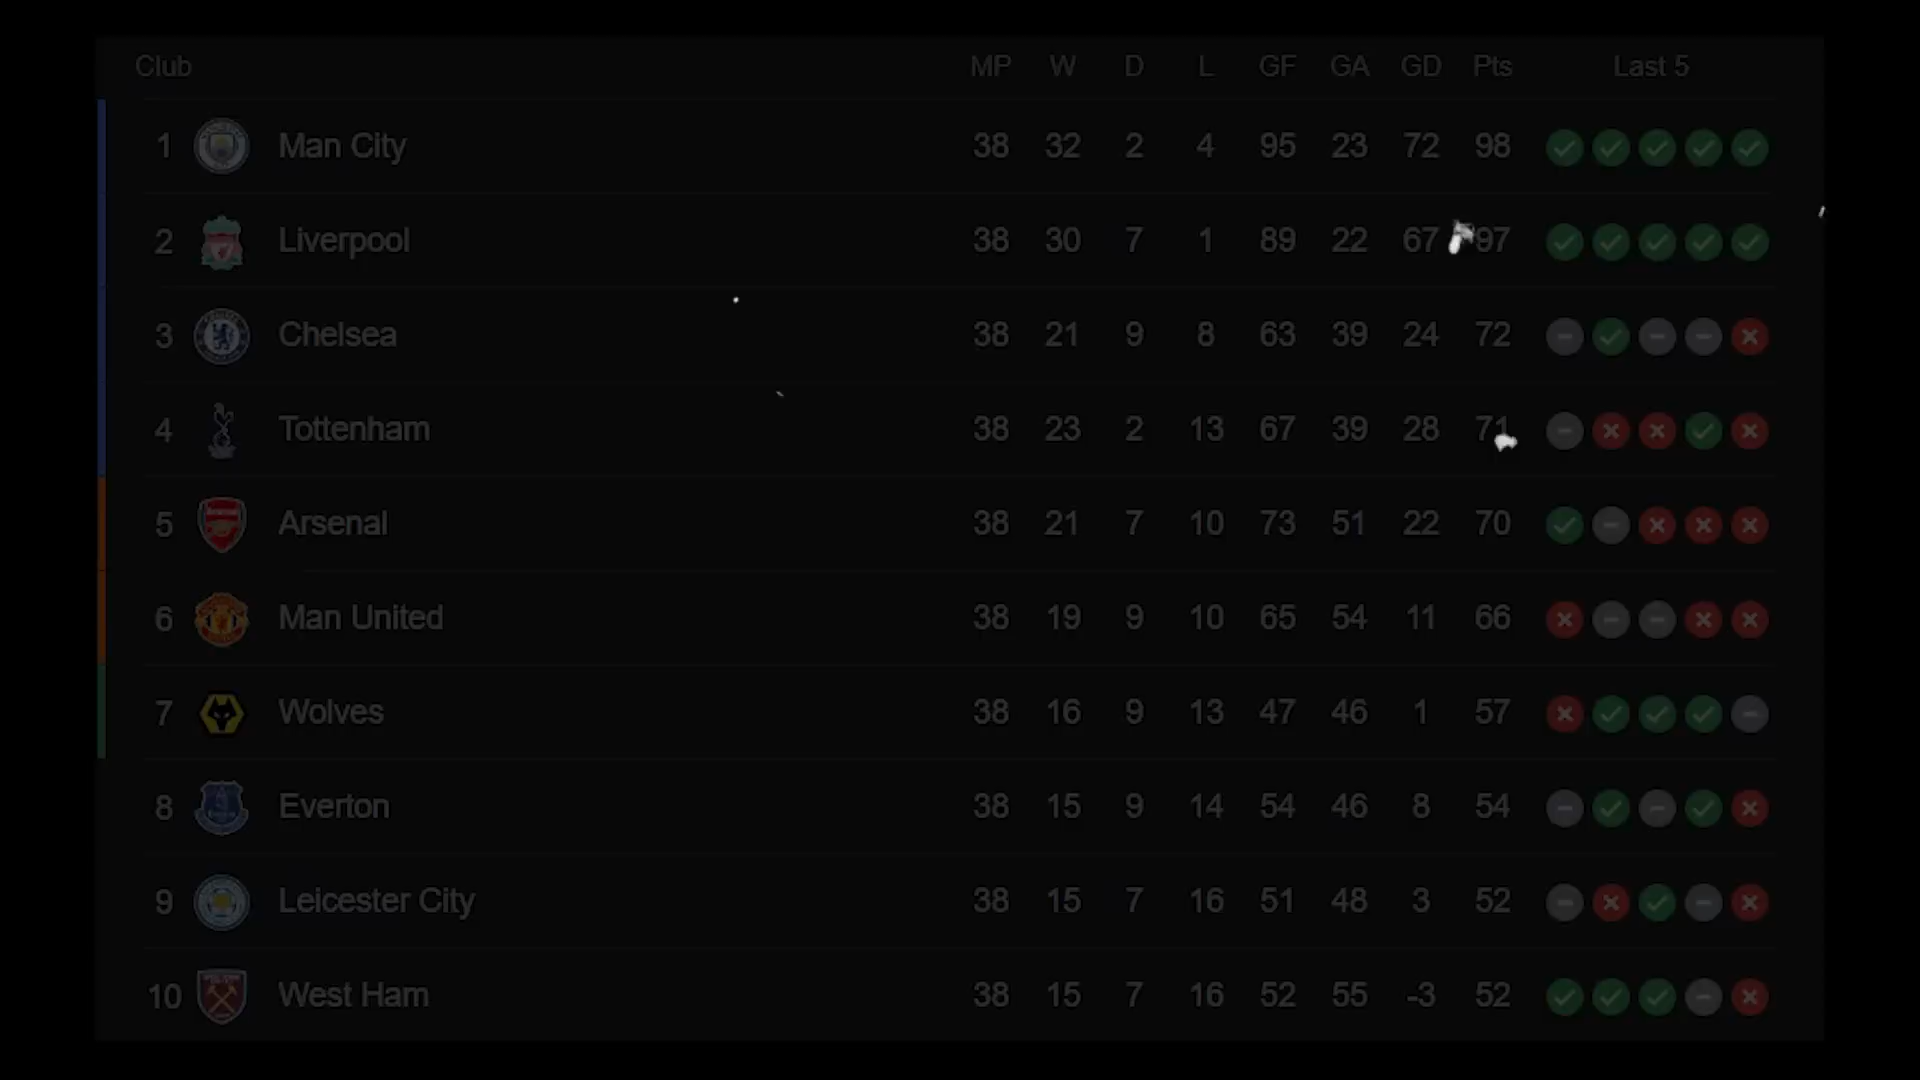 Club MP W D L GF GA GD Pts Last 5
1 Man City 38 32 2 4 95 23 72 98
2 Liverpool 38 30 7 1 89 22 67 97
3 Chelsea 38 21 9 8 63 39 24 72
4 Tottenham 38 23 2 13 67 39 28 71
5 Arsenal 38 21 7 10 73 51 22 70
6 Man United 38 19 9 10 65 54 11 66
7 Wolves 38 16 9 13 47 46 1 57
8 Everton 38 15 9 14 54 46 8 54
9 Leicester City 38 15 7 16 51 48 3 52
10 West Ham 38 15 7 16 52 55 -3 52